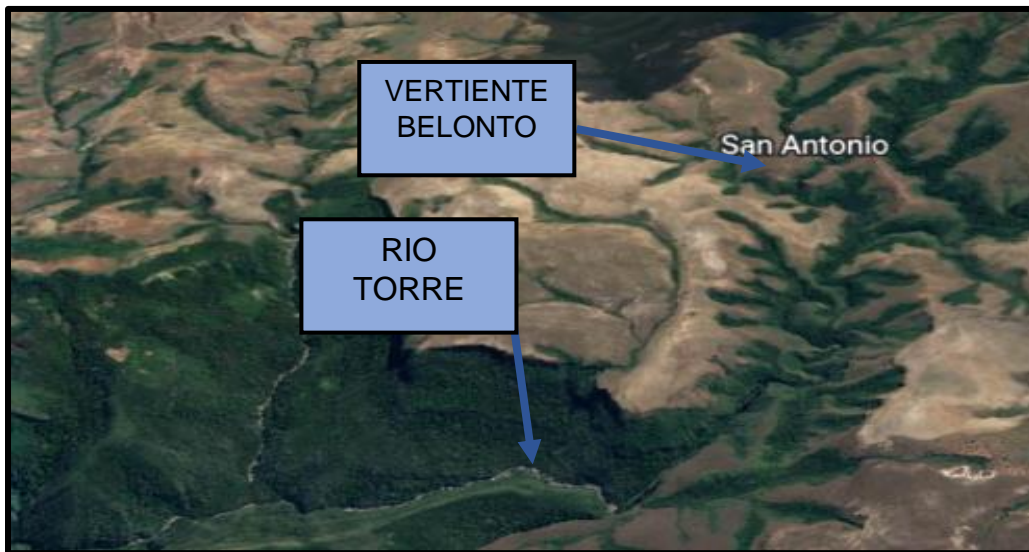 VERTIENTE
BELONTO
San Antonio
RIO
TORRE